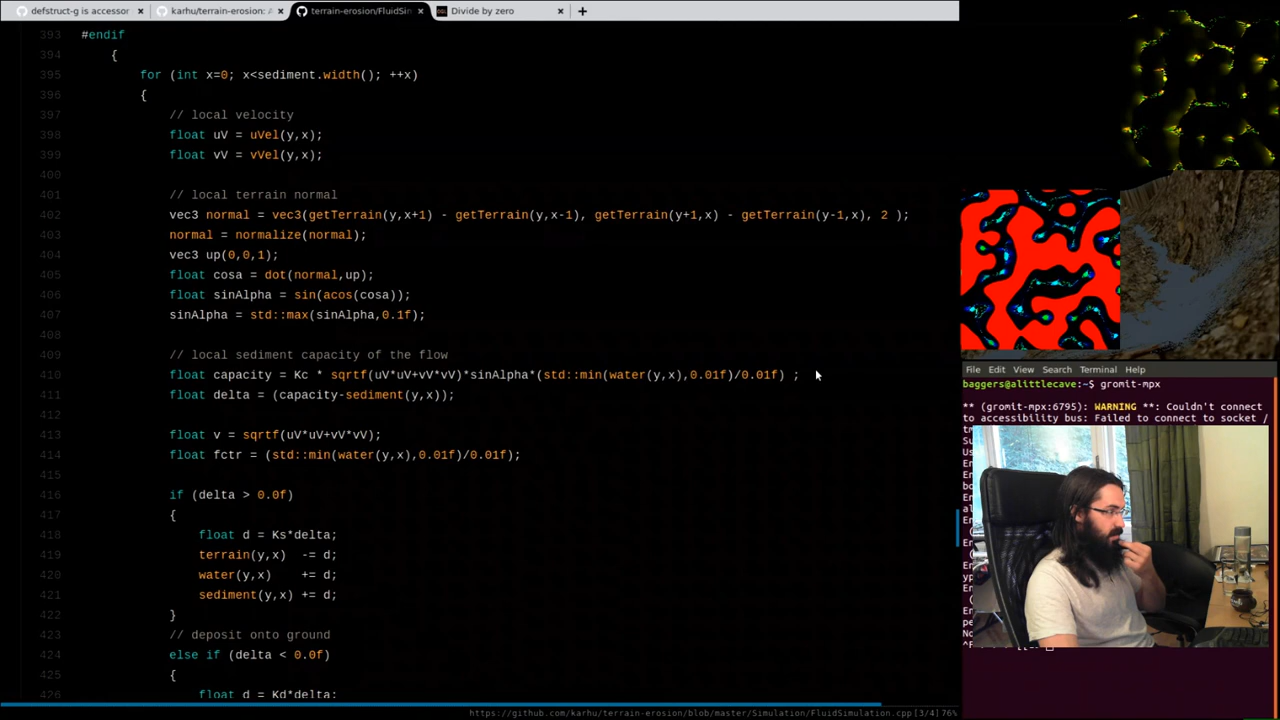 defstruct-g is accessor
karhu/terrain-erosion:
terrain-erosion/FluidSin
Divide by zero
393 #endif
394 {
395 for (int x=0; x<sediment.width(); ++x)
396 {
397 // local velocity
398 float uV = uVel(y,x);
399 float vV = vVel(y,x);
400
401 // local terrain normal
402 vec3 normal = vec3(getTerrain(y,x+1) - getTerrain(y,x-1), getTerrain(y+1,x) - getTerrain(y-1,x), 2 );
403 normal = normalize(normal);
404 vec3 up(0,0,1);
405 float cosa = dot(normal,up);
406 float sinAlpha = sin(acos(cosa));
407 sinAlpha = std::max(sinAlpha,0.1f);
408
409 // local sediment capacity of the flow
410 float capacity = Kc * sqrtf(uV*uV+vV*vV)*sinAlpha*(std::min(water(y,x),0.01f)/0.01f) ;
411 float delta = (capacity-sediment(y,x));
412
413 float v = sqrtf(uV*uV+vV*vV);
414 float fctr = (std::min(water(y,x),0.01f)/0.01f);
415
416 if (delta > 0.0f)
417 {
418 float d = Ks*delta;
419 terrain(y,x) -= d;
420 water(y,x) += d;
421 sediment(y,x) += d;
422 }
423 // deposit onto ground
424 else if (delta < 0.0f)
425 {
426 float d = Kd*delta;
https://github.com/karhu/terrain-erosion/blob/master/Simulation/FluidSimulation.cpp [3/4] 76%
File Edit View Search Terminal Help
baggers@alittlecave:~$ gromit-mpx
** (gromit-mpx:6795): WARNING **: Couldn't connect
to accessibility bus: Failed to connect to socket /